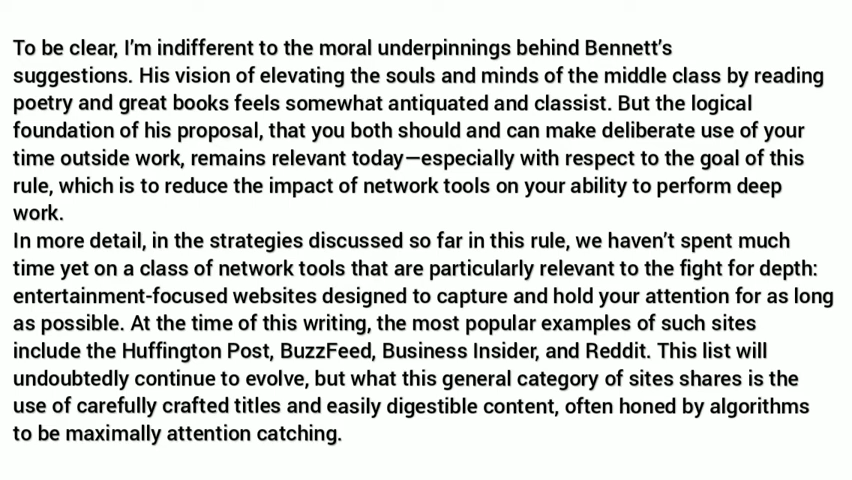 To be clear, I'm indifferent to the moral underpinnings behind Bennett's
suggestions. His vision of elevating the souls and minds of the middle class by reading
poetry and great books feels somewhat antiquated and classist. But the logical
foundation of his proposal, that you both should and can make deliberate use of your
time outside work, remains relevant today—especially with respect to the goal of this
rule, which is to reduce the impact of network tools on your ability to perform deep
work.
In more detail, in the strategies discussed so far in this rule, we haven't spent much
time yet on a class of network tools that are particularly relevant to the fight for depth:
entertainment-focused websites designed to capture and hold your attention for as long
as possible. At the time of this writing, the most popular examples of such sites
include the Huffington Post, BuzzFeed, Business Insider, and Reddit. This list will
undoubtedly continue to evolve, but what this general category of sites shares is the
use of carefully crafted titles and easily digestible content, often honed by algorithms
to be maximally attention catching.